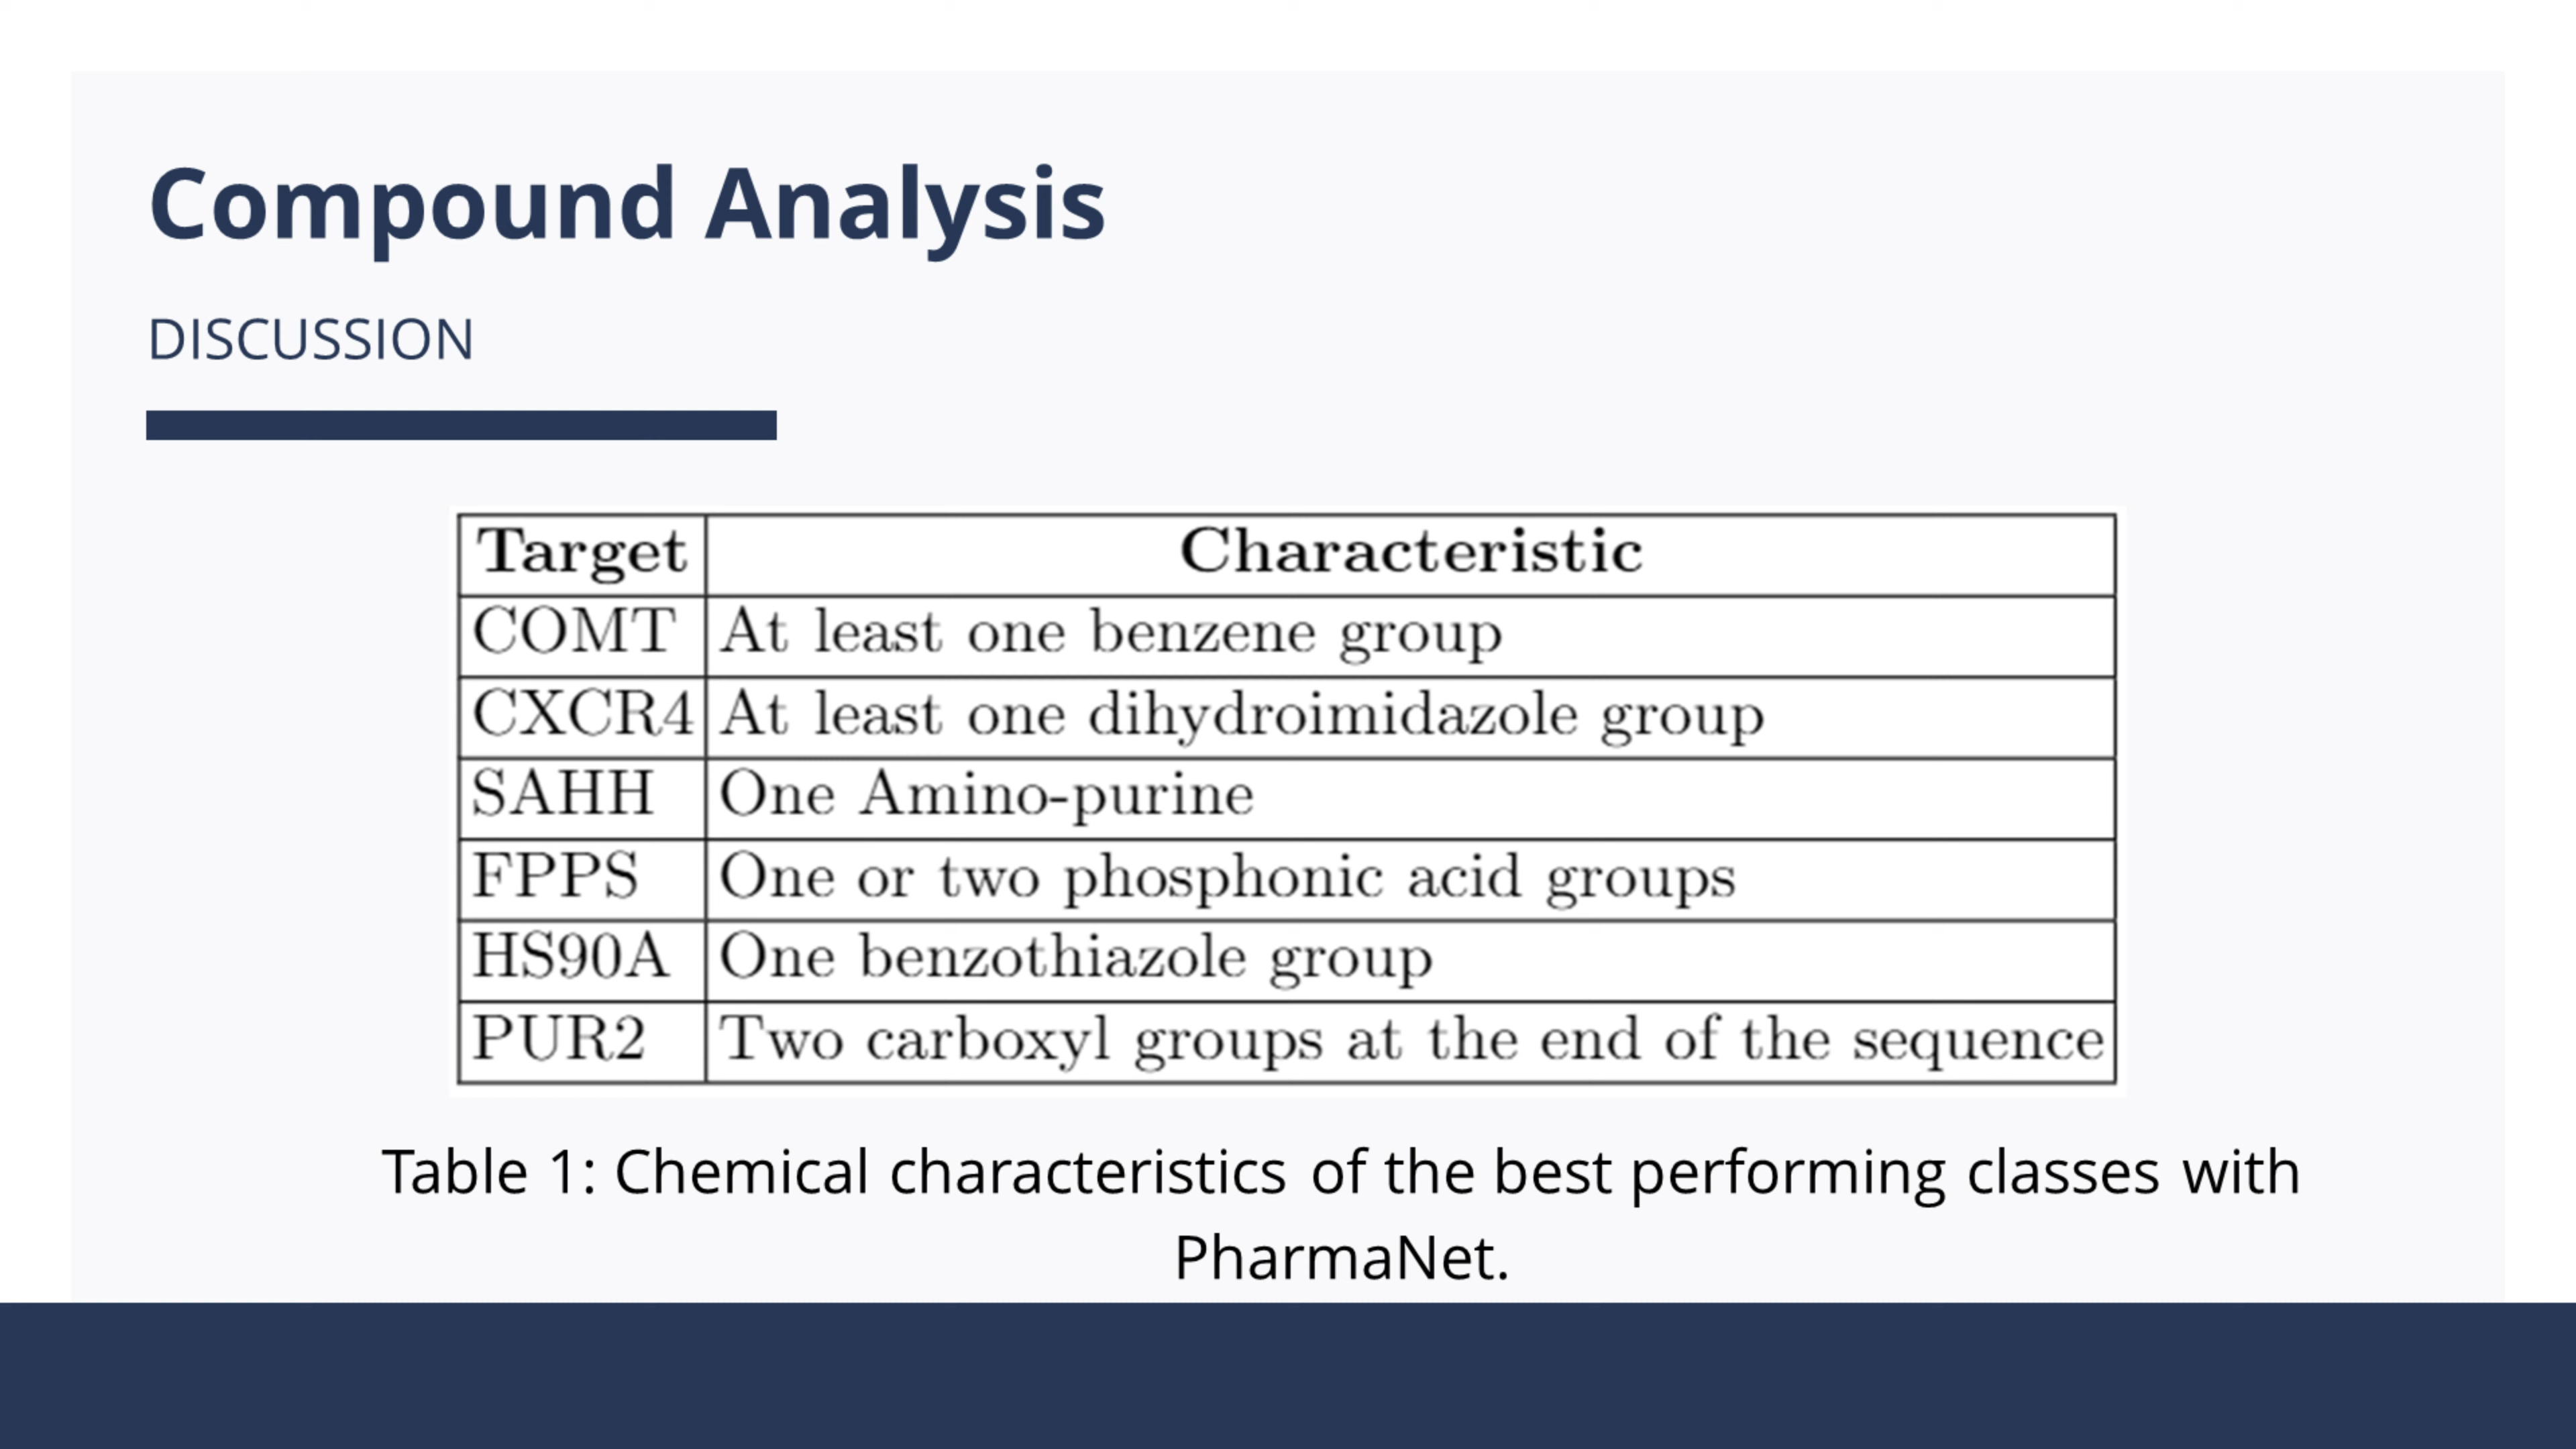 Compound Analysis
DISCUSSION
Target Characteristic
COMT At least one benzene group
CXCR4 At least one dihydroimidazole group
SAHH One Amino-purine
FPPS One or two phosphonic acid groups
HS90A One benzothiazole group
PUR2 Two carboxyl groups at the end of the sequence
Table 1: Chemical characteristics of the best performing classes with
PharmaNet.